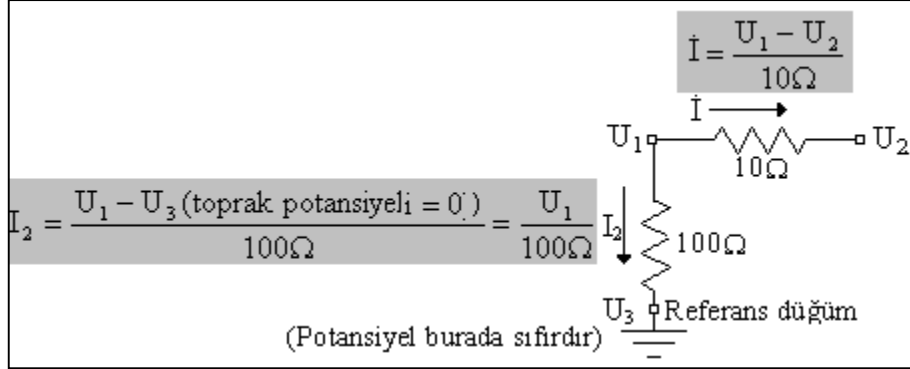 İ = U₁ − U₂ / 10Ω
İ
U₁
U₂
10Ω
I₂ = U₁ − U₃ (toprak potansiyeli = 0) / 100Ω = U₁ / 100Ω
I₂
100Ω
U₃
Referans düğüm
(Potansiyel burada sıfırdır)